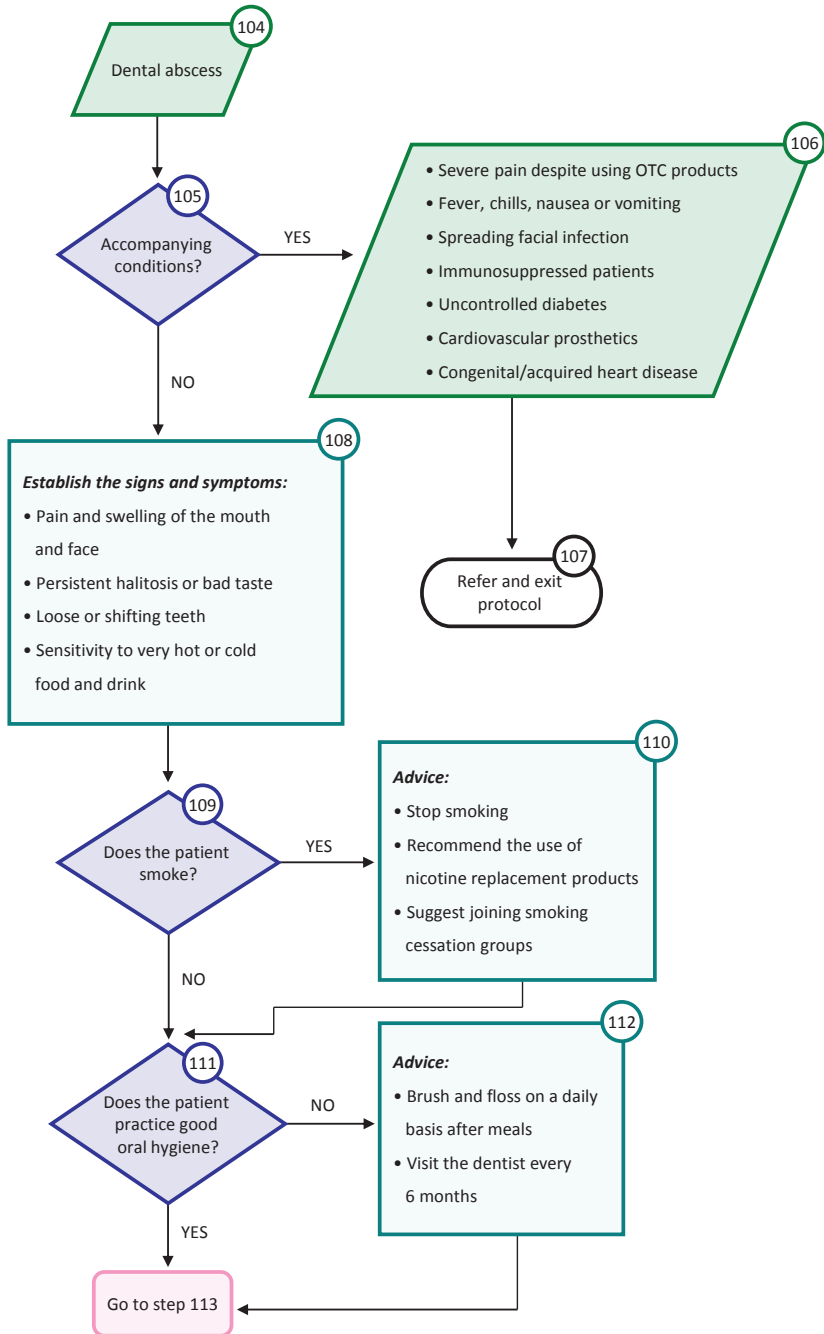 104
Dental abscess
105
Accompanying
conditions?
YES
NO
106
• Severe pain despite using OTC products
• Fever, chills, nausea or vomiting
• Spreading facial infection
• Immunosuppressed patients
• Uncontrolled diabetes
• Cardiovascular prosthetics
• Congenital/acquired heart disease
107
Refer and exit
protocol
108
Establish the signs and symptoms:
• Pain and swelling of the mouth
and face
• Persistent halitosis or bad taste
• Loose or shifting teeth
• Sensitivity to very hot or cold
food and drink
109
Does the patient
smoke?
YES
NO
110
Advice:
• Stop smoking
• Recommend the use of
nicotine replacement products
• Suggest joining smoking
cessation groups
111
Does the patient
practice good
oral hygiene?
NO
YES
112
Advice:
• Brush and floss on a daily
basis after meals
• Visit the dentist every
6 months
Go to step 113